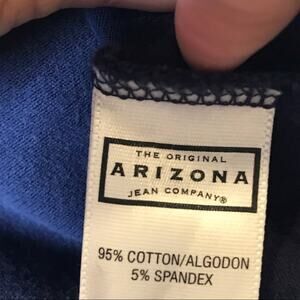 THE ORIGINAL
ARIZONA
JEAN COMPANY®
95% COTTON/ALGODON
5% SPANDEX